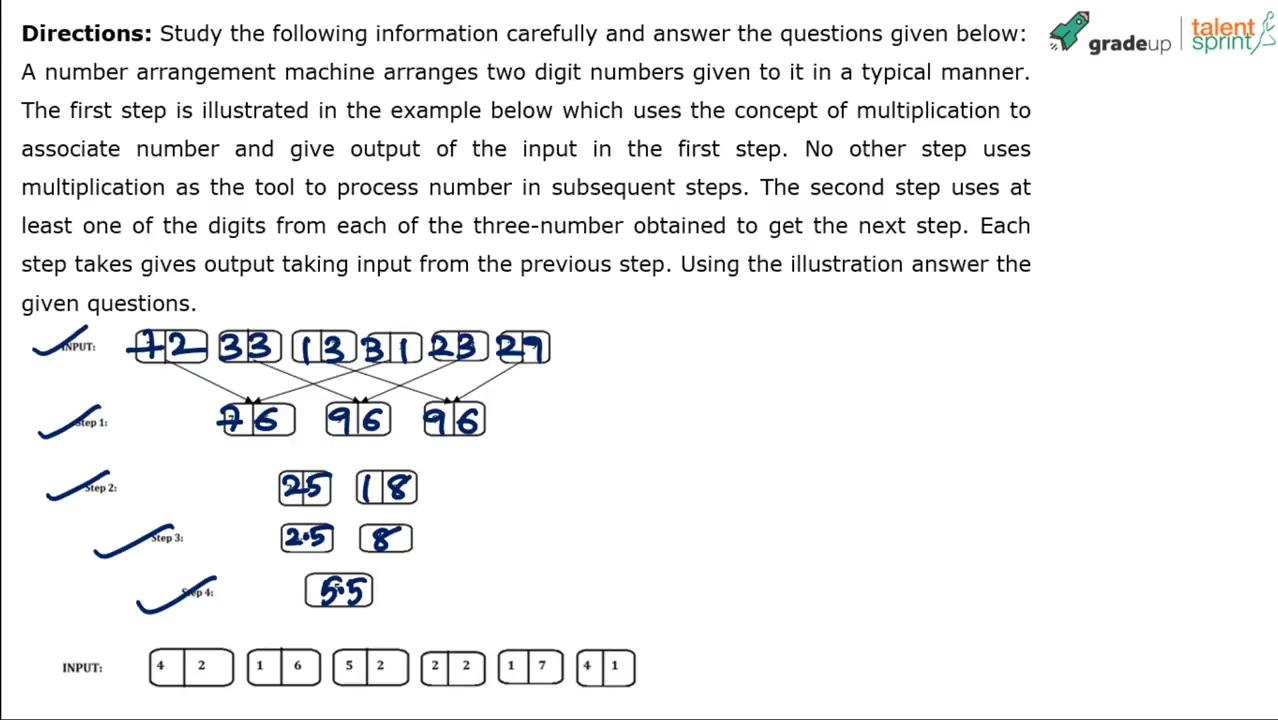 Directions: Study the following information carefully and answer the questions given below:
gradeup talent sprint
A number arrangement machine arranges two digit numbers given to it in a typical manner.
The first step is illustrated in the example below which uses the concept of multiplication to
associate number and give output of the input in the first step. No other step uses
multiplication as the tool to process number in subsequent steps. The second step uses at
least one of the digits from each of the three-number obtained to get the next step. Each
step takes gives output taking input from the previous step. Using the illustration answer the
given questions.
INPUT: 72 33 13 31 23 29
Step 1: 76 96 96
Step 2: 25 18
Step 3: 2.5 8
Step 4: 5.5
INPUT: 4 2 1 6 5 2 2 2 1 7 4 1